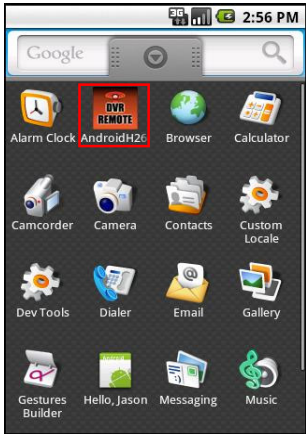 3G 2:56 PM
Google
DVR
REMOTE
Alarm Clock AndroidH26 Browser Calculator
Camcorder Camera Contacts Custom
Locale
@
Dev Tools Dialer Email Gallery
Android
Gestures Hello, Jason Messaging Music
Builder